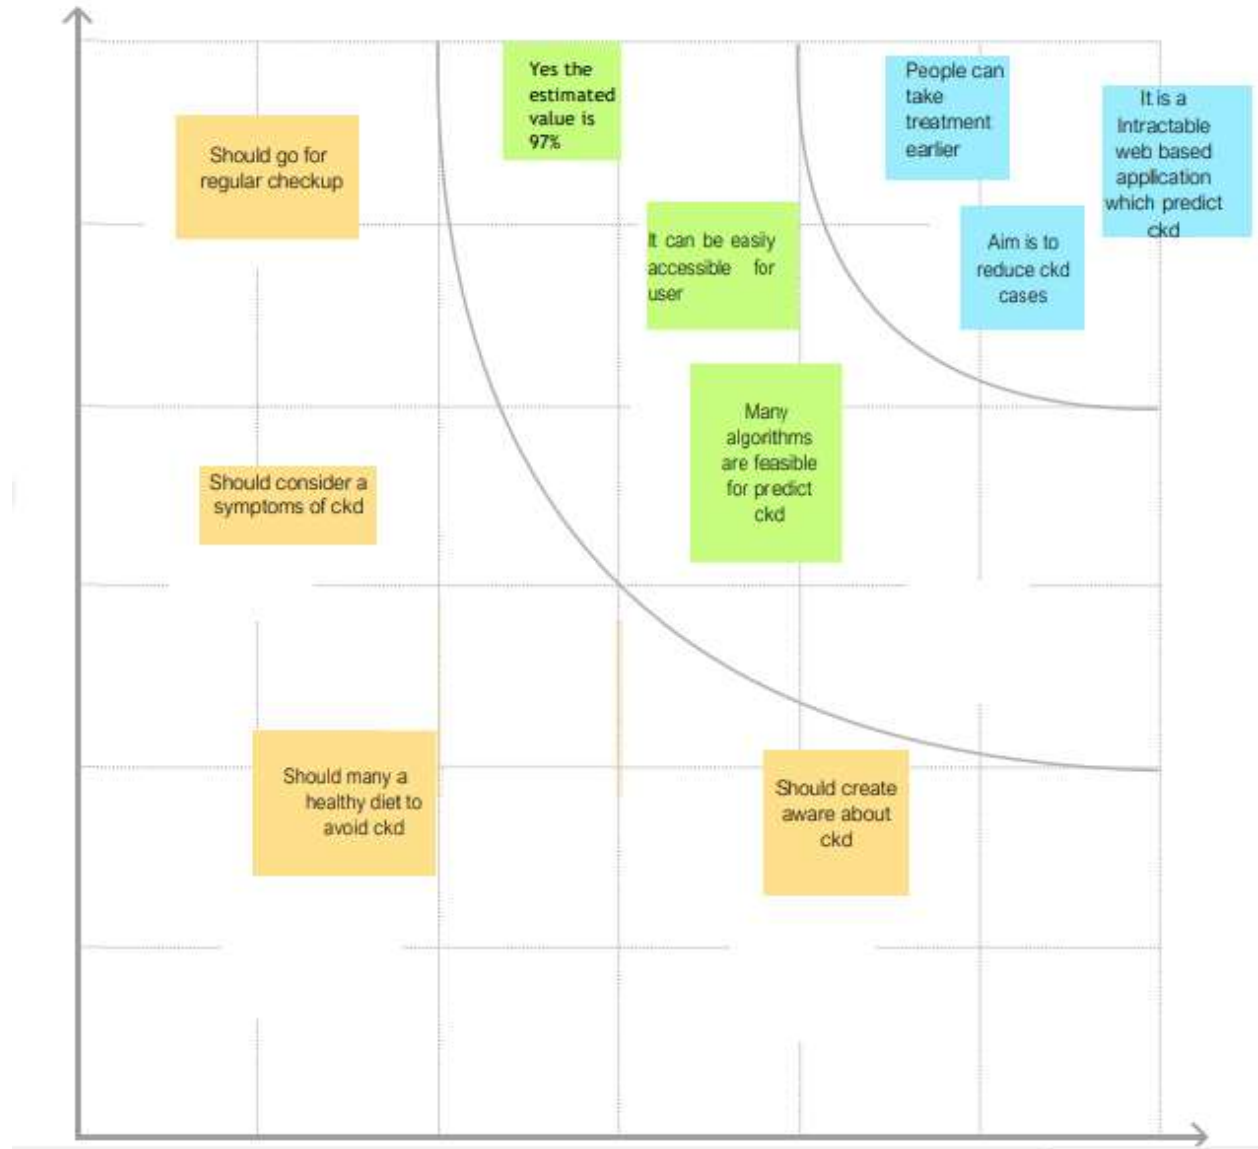 Yes the
estimated
value is
97%
People can
take
treatment
earlier
It is a
Intractable
web based
application
which predict
ckd
Should go for
regular checkup
It can be easily
accessible for
user
Aim is to
reduce ckd
cases
Many
algorithms
are feasible
for predict
ckd
Should consider a
symptoms of ckd
Should many a
healthy diet to
avoid ckd
Should create
aware about
ckd